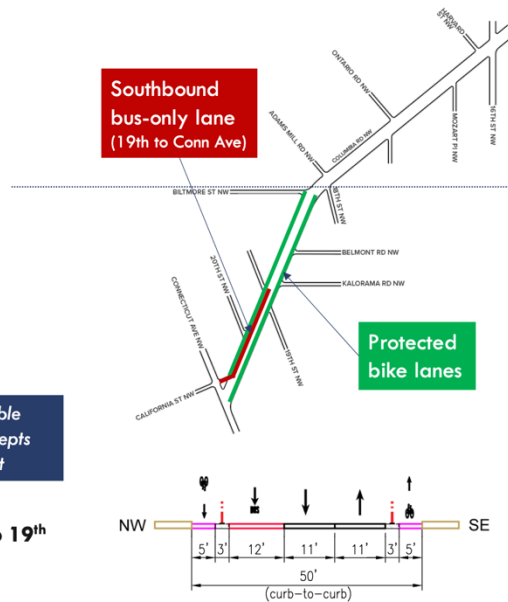 HARVARD
ST NW
ONTARIO RD NW
16TH ST NW
MOZART PL NW
Southbound
bus-only lane
(19th to Conn Ave)
ADAMS MILL RD NW
COLUMBIA RD NW
BILTMORE ST NW
18TH ST NW
BELMONT RD NW
20TH ST NW
KALORAMA RD NW
CONNECTICUT AVE NW
19TH ST NW
Protected
bike lanes
CALIFORNIA ST NW
ble
epts
t
19th
BUS
NW
SE
5' 3' 12' 11' 11' 3' 5'
50'
(curb-to-curb)